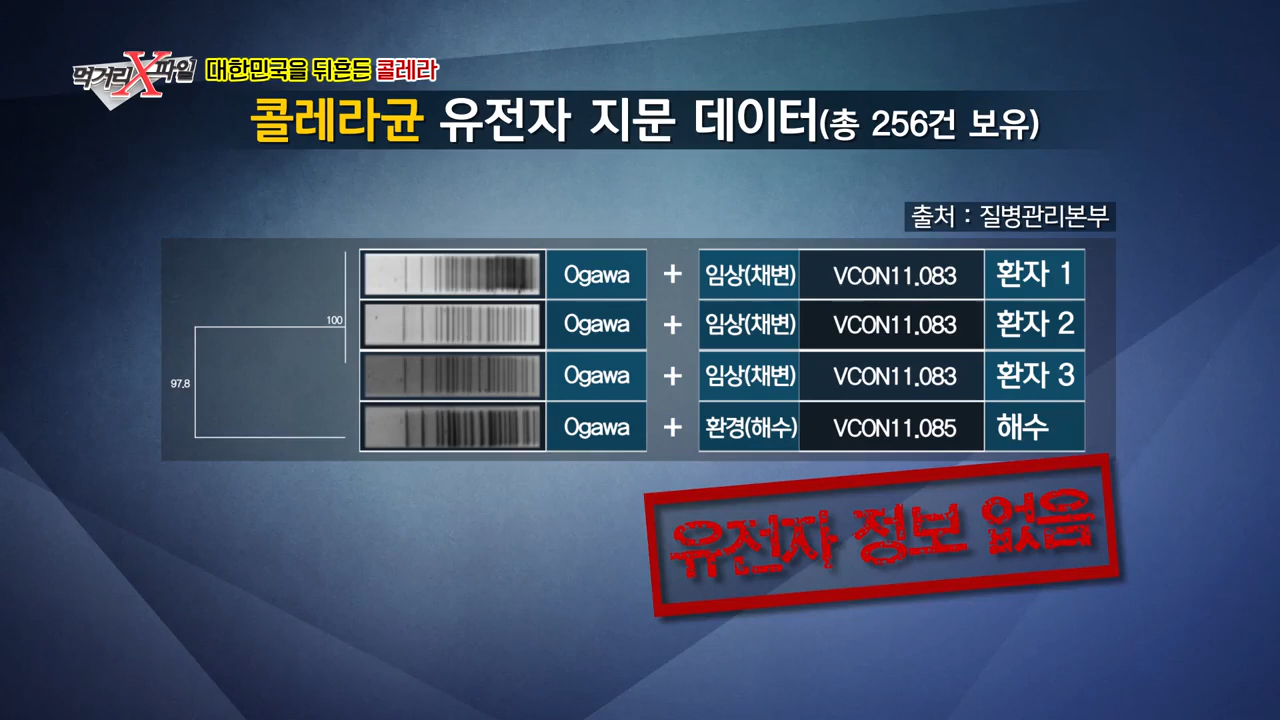 먹거리X파일 대한민국을 뒤흔든 콜레라
콜레라균 유전자 지문 데이터(총 256건 보유)
출처 : 질병관리본부
Ogawa + 임상(채변) VCON11.083 환자 1
100 Ogawa + 임상(채변) VCON11.083 환자 2
97.8 Ogawa + 임상(채변) VCON11.083 환자 3
Ogawa + 환경(해수) VCON11.085 해수
유전자 정보 없음